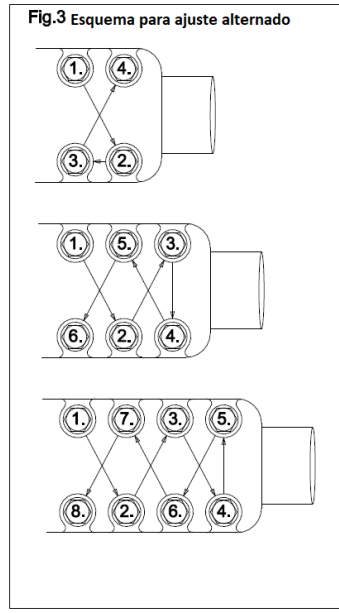 Fig.3 Esquema para ajuste alternado
1. 4.
3. 2.
1. 5. 3.
6. 2. 4.
1. 7. 3. 5.
8. 2. 6. 4.